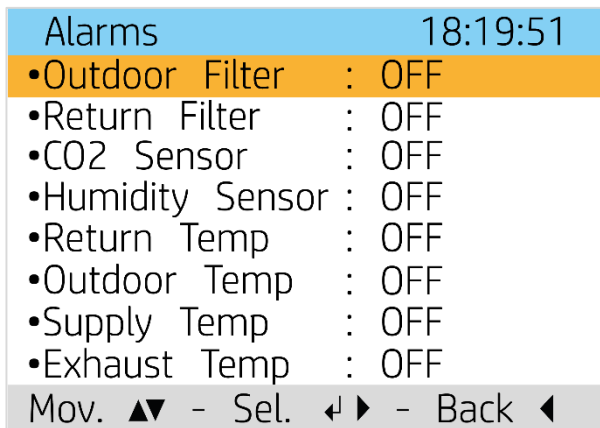 Alarms 18:19:51
•Outdoor Filter : OFF
•Return Filter : OFF
•CO2 Sensor : OFF
•Humidity Sensor : OFF
•Return Temp : OFF
•Outdoor Temp : OFF
•Supply Temp : OFF
•Exhaust Temp : OFF
Mov. ▲▼ - Sel. ↲ ▶ - Back ◀